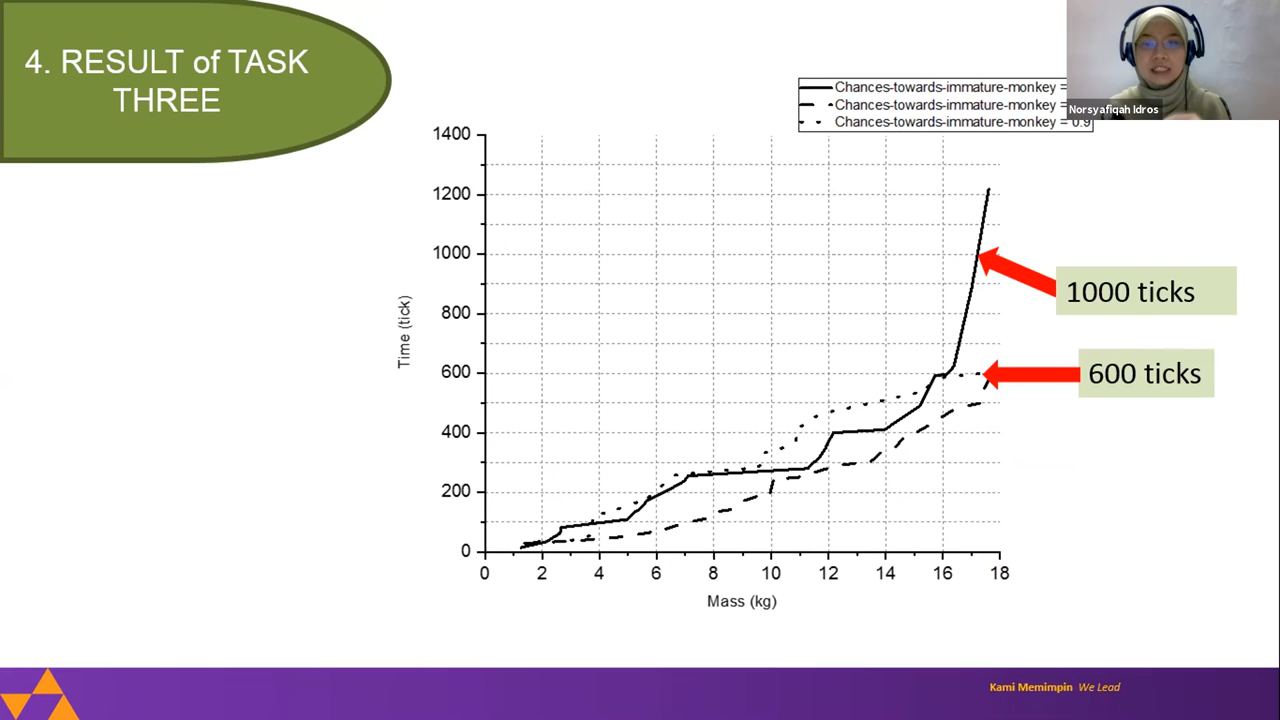 4. RESULT of TASK
THREE
Chances-towards-immature-monkey =
Chances-towards-immature-monkey =
Chances-towards-immature-monkey = 0.9
Norsyafiqah Idros
1400
1200
1000
800
600
400
200
0
Time (tick)
0 2 4 6 8 10 12 14 16 18
Mass (kg)
1000 ticks
600 ticks
Kami Memimpin We Lead